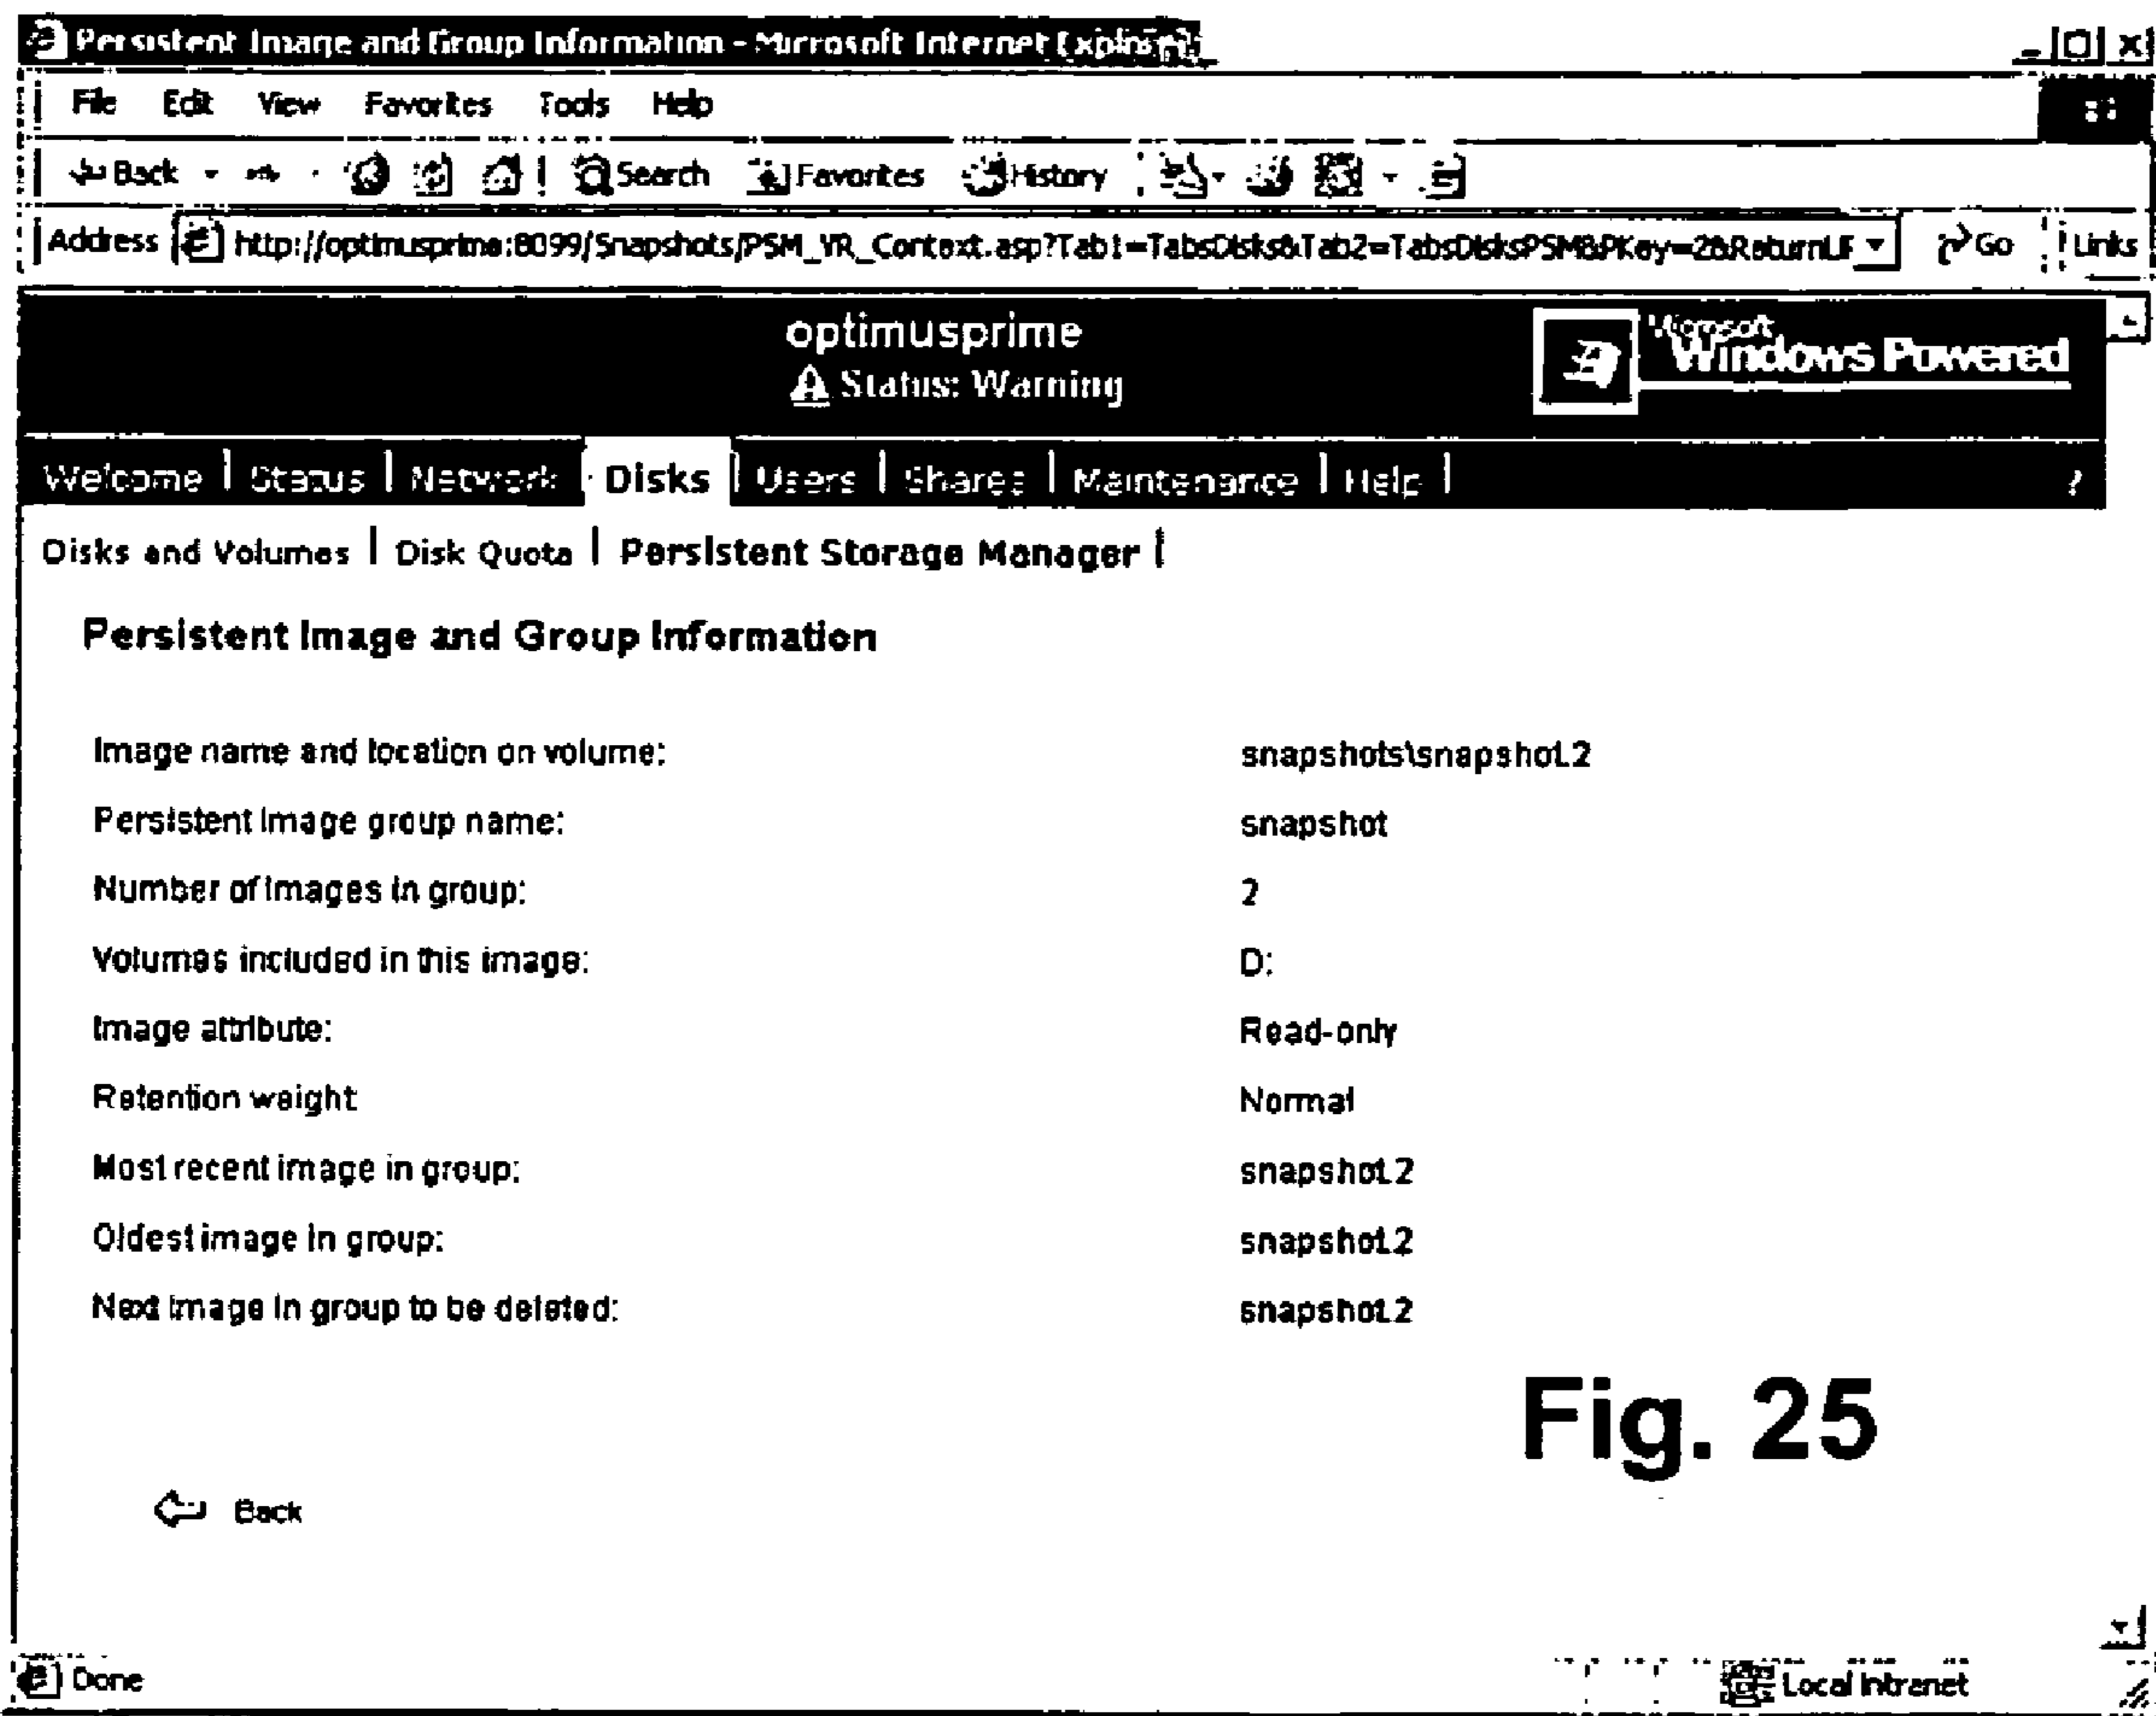 Persistent Image and Group Information - Microsoft Internet Explorer
File Edit View Favorites Tools Help
Back Search Favorites History
Address http://optimusprime:8099/Snapshots/PSM_VR_Context.asp?Tab1=TabsDisks&Tab2=TabsDisksPSM&PKey=2&ReturnUR Go Links
optimusprime
Microsoft
Windows Powered
Status: Warning
Welcome | Status | Network | Disks | Users | Shares | Maintenance | Help | ?
Disks and Volumes | Disk Quota | Persistent Storage Manager |
Persistent Image and Group Information
Image name and location on volume: snapshots\snapshot.2
Persistent Image group name: snapshot
Number of images in group: 2
Volumes included in this image: D:
Image attribute: Read-only
Retention weight: Normal
Most recent image in group: snapshot.2
Oldest image in group: snapshot.2
Next image in group to be deleted: snapshot.2
Fig. 25
Back
Done Local intranet